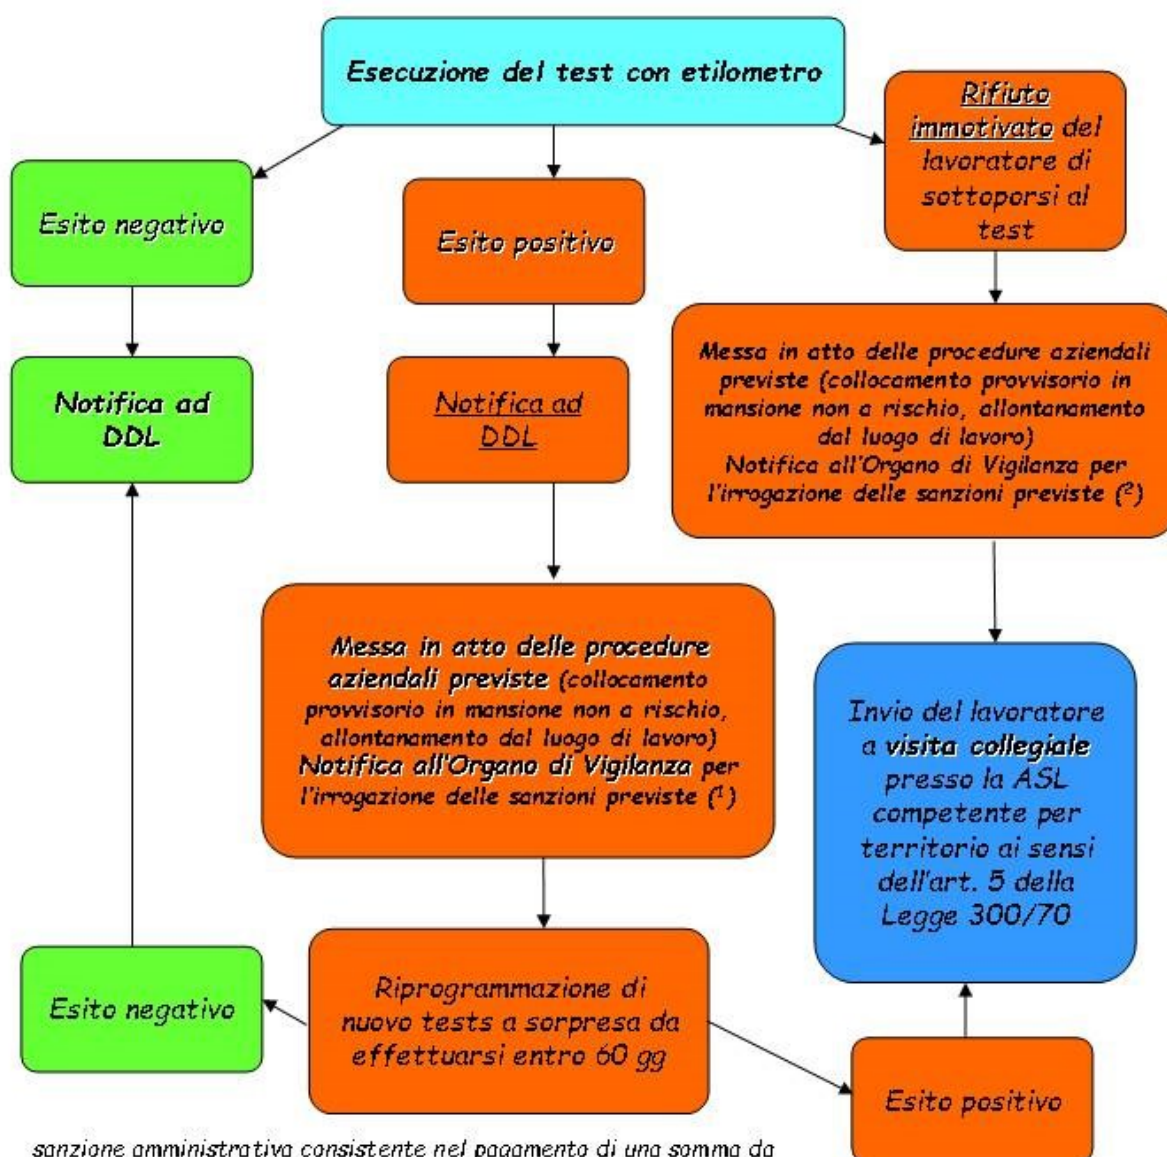 Esecuzione del test con etilometro
Rifiuto
immotivato del
lavoratore di
sottoporsi al
test
Esito negativo
Esito positivo
Notifica ad
DDL
Notifica ad
DDL
Messa in atto delle procedure aziendali
previste (collocamento provvisorio in
mansione non a rischio, allontanamento
dal luogo di lavoro)
Notifica all'Organo di Vigilanza per
l'irrogazione delle sanzioni previste (²)
Messa in atto delle procedure
aziendali previste (collocamento
provvisorio in mansione non a rischio,
allontanamento dal luogo di lavoro)
Notifica all'Organo di Vigilanza per
l'irrogazione delle sanzioni previste (¹)
Invio del lavoratore
a visita collegiale
presso la ASL
competente per
territorio ai sensi
dell'art. 5 della
Legge 300/70
Esito negativo
Riprogrammazione di
nuovo tests a sorpresa da
effettuarsi entro 60 gg
Esito positivo
sanzione amministrativa consistente nel pagamento di una somma da